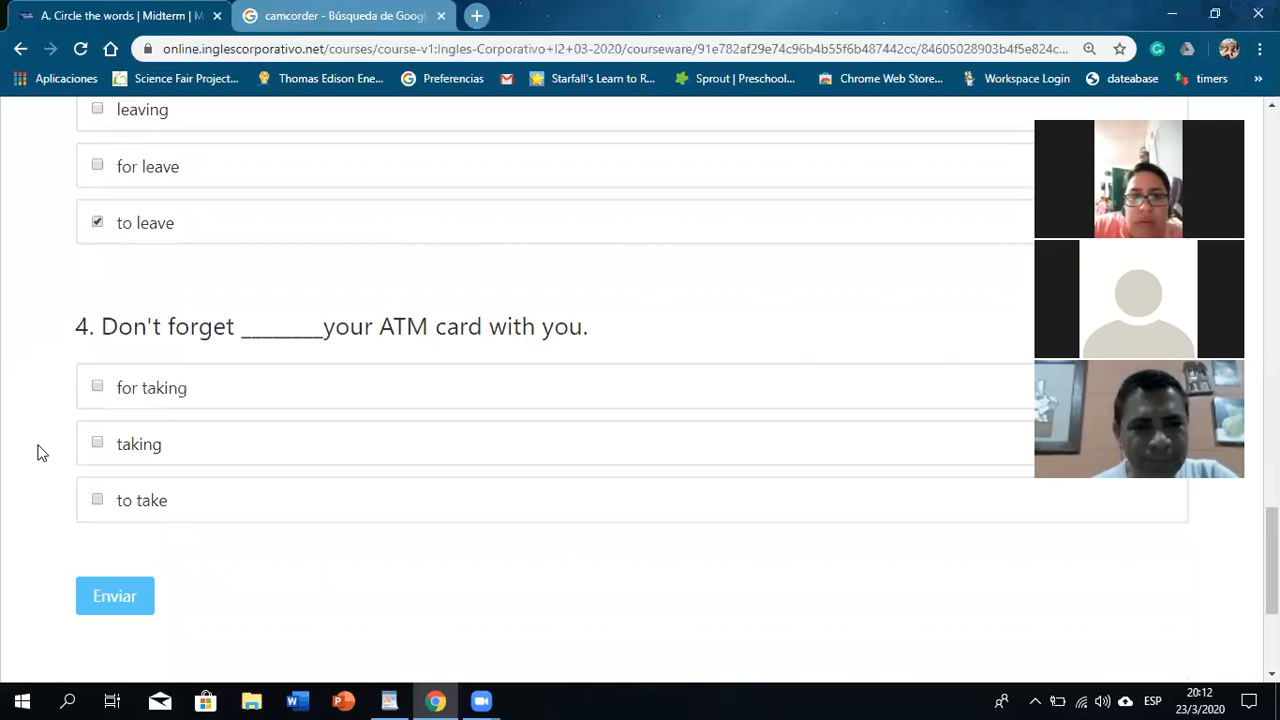 A. Circle the words | Midterm | M
camcorder - Búsqueda de Goog
online.inglescorporativo.net/courses/course-v1:Ingles-Corporativo+I2+03-2020/courseware/91e782af29e74c96b4b55f6b487442cc/84605028903b4f5e824c...
Aplicaciones
Science Fair Project...
Thomas Edison Ene...
Preferencias
Starfall's Learn to R...
Sprout | Preschool...
Chrome Web Store...
Workspace Login
dateabase
timers
leaving
for leave
to leave
4. Don't forget ________your ATM card with you.
for taking
taking
to take
Enviar
ESP
20:12
23/3/2020